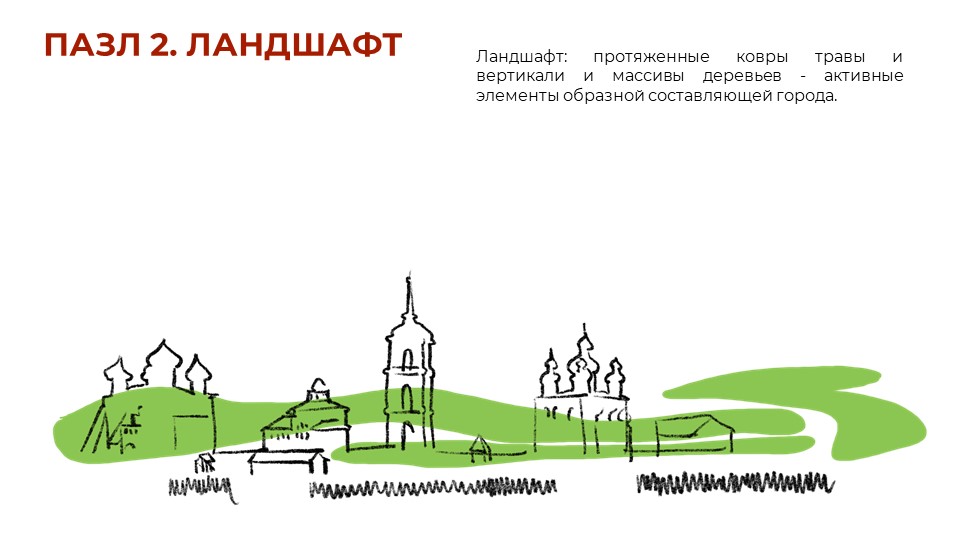 ПАЗЛ 2. ЛАНДШАФТ
Ландшафт: протяженные ковры травы и
вертикали и массивы деревьев - активные
элементы образной составляющей города.